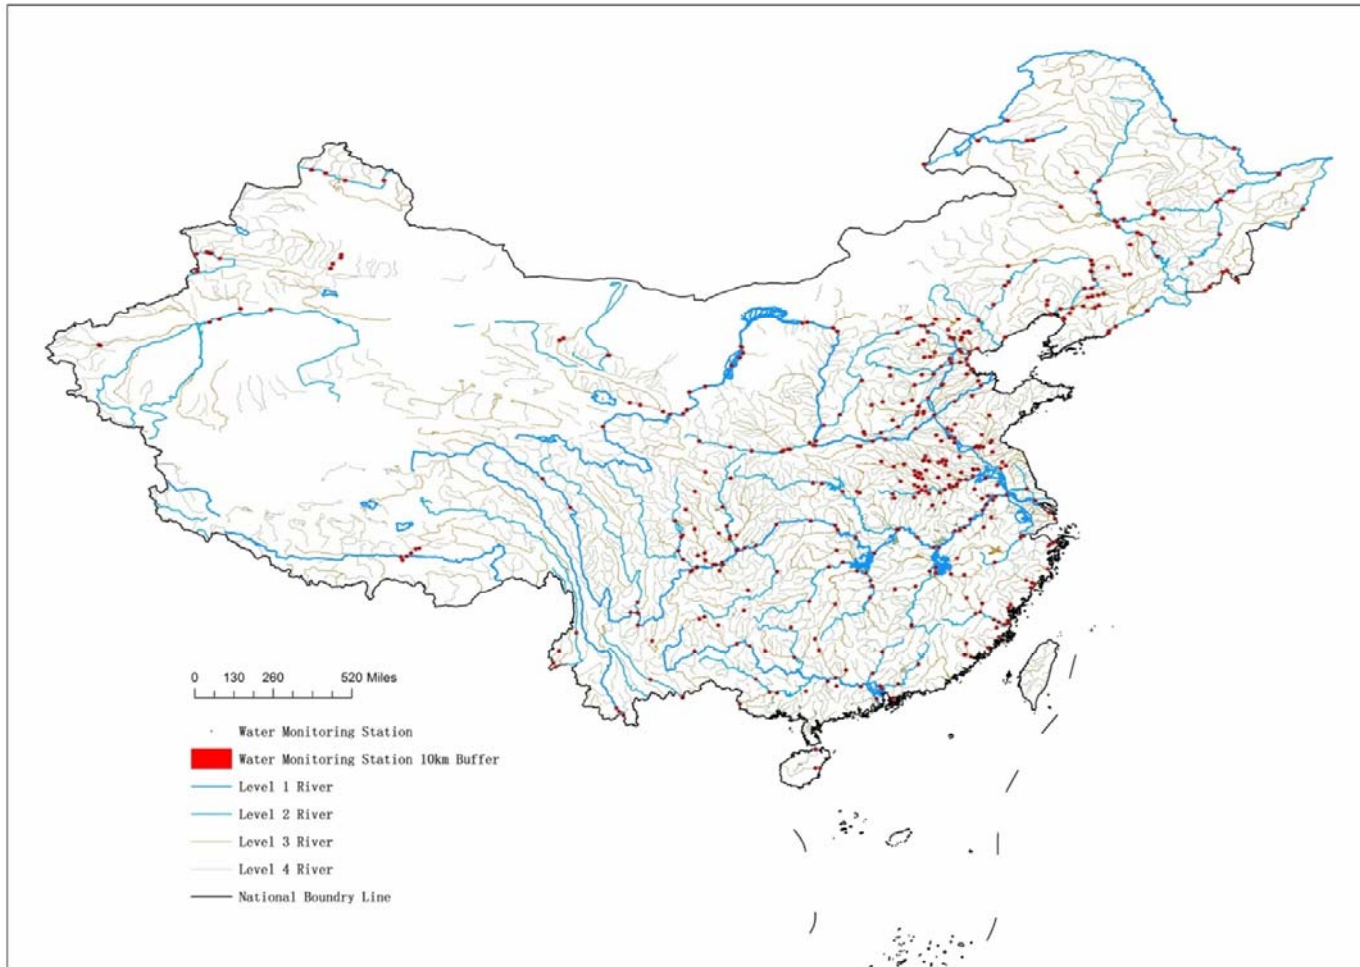 0 130 260 520 Miles
Water Monitoring Station
Water Monitoring Station 10km Buffer
Level 1 River
Level 2 River
Level 3 River
Level 4 River
National Boundry Line